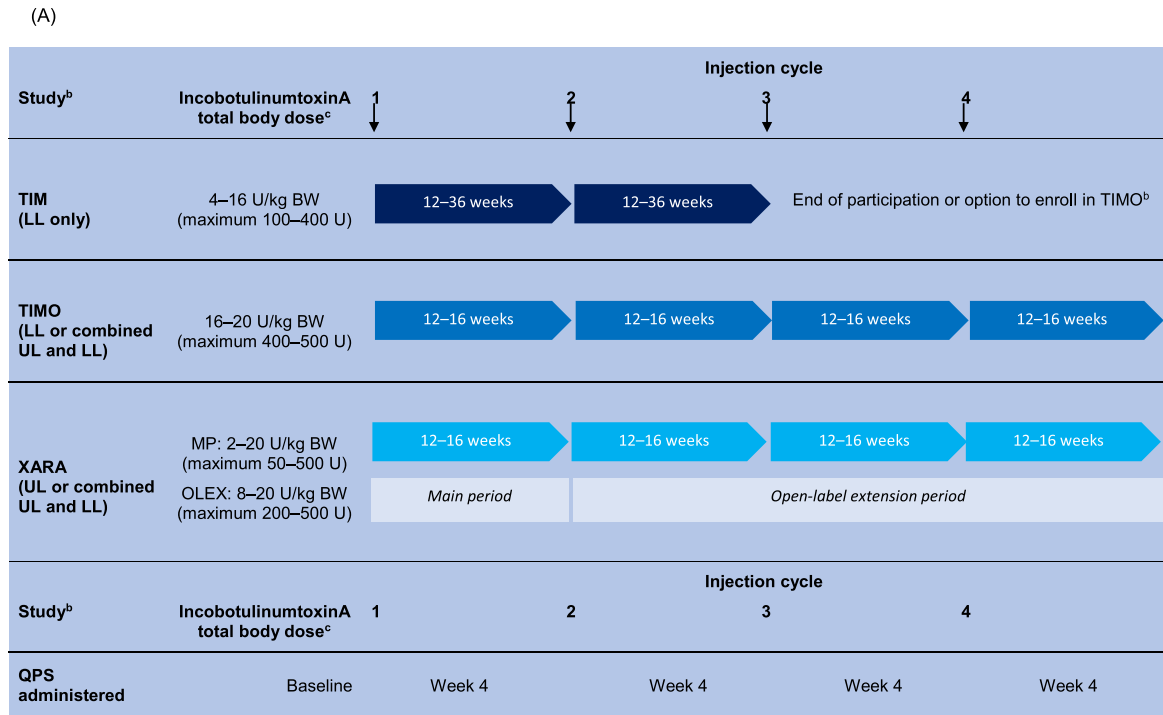 (A)
Injection cycle
Studyᵇ IncobotulinumtoxinA 1 2 3 4
total body doseᶜ
TIM 4–16 U/kg BW 12–36 weeks 12–36 weeks End of participation or option to enroll in TIMOᵇ
(LL only) (maximum 100–400 U)
TIMO
(LL or combined 16–20 U/kg BW 12–16 weeks 12–16 weeks 12–16 weeks 12–16 weeks
UL and LL) (maximum 400–500 U)
MP: 2–20 U/kg BW 12–16 weeks 12–16 weeks 12–16 weeks 12–16 weeks
(maximum 50–500 U)
XARA
(UL or combined OLEX: 8–20 U/kg BW Main period Open-label extension period
UL and LL) (maximum 200–500 U)
Injection cycle
Studyᵇ IncobotulinumtoxinA 1 2 3 4
total body doseᶜ
QPS
administered Baseline Week 4 Week 4 Week 4 Week 4